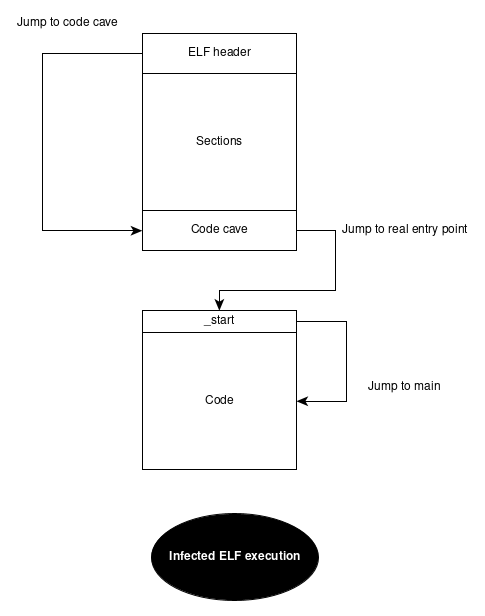 Jump to code cave
ELF header
Sections
Code cave
Jump to real entry point
_start
Jump to main
Code
Infected ELF execution